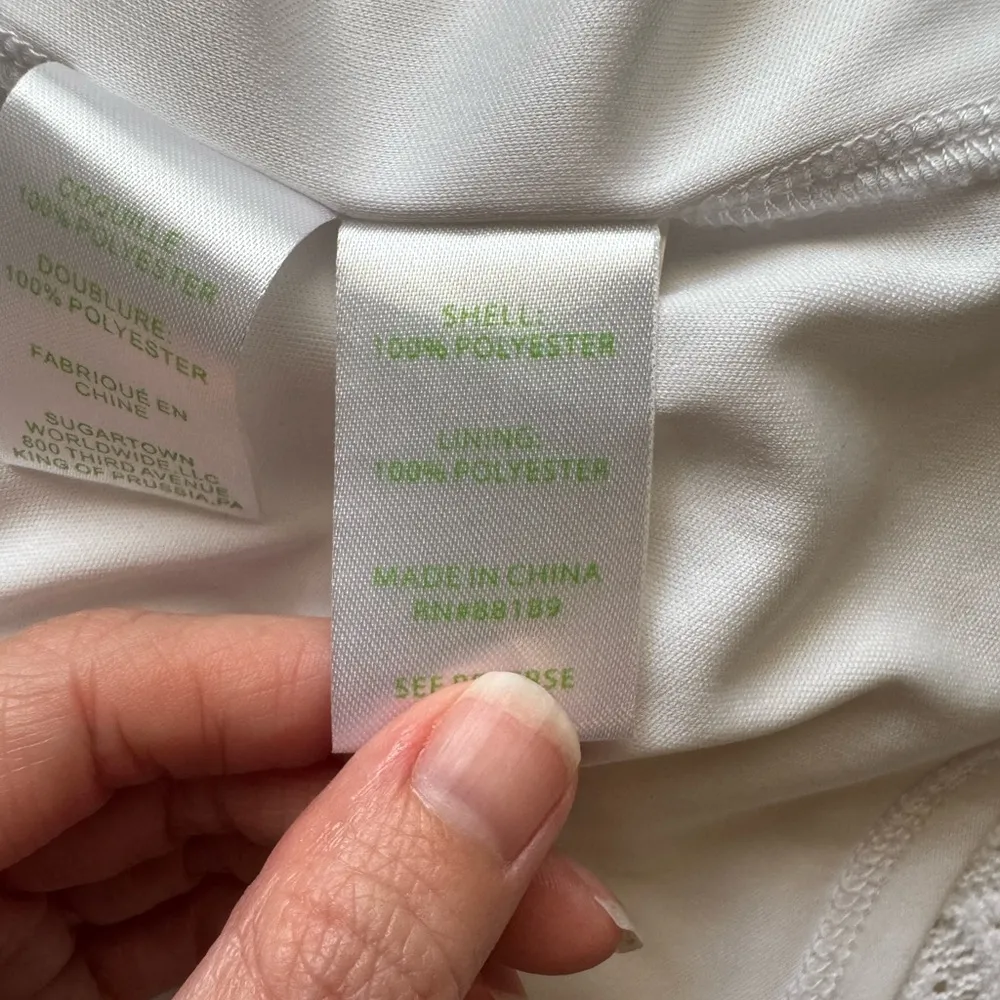 COQUILLE:
100% POLYESTER
DOUBLURE:
100% POLYESTER
FABRIQUÉ EN
CHINE
SUGARTOWN
WORLDWIDE, LLC
800 THIRD AVENUE
KING OF PRUSSIA, PA
SHELL:
100% POLYESTER
LINING:
100% POLYESTER
MADE IN CHINA
RN#88189
SEE REVERSE